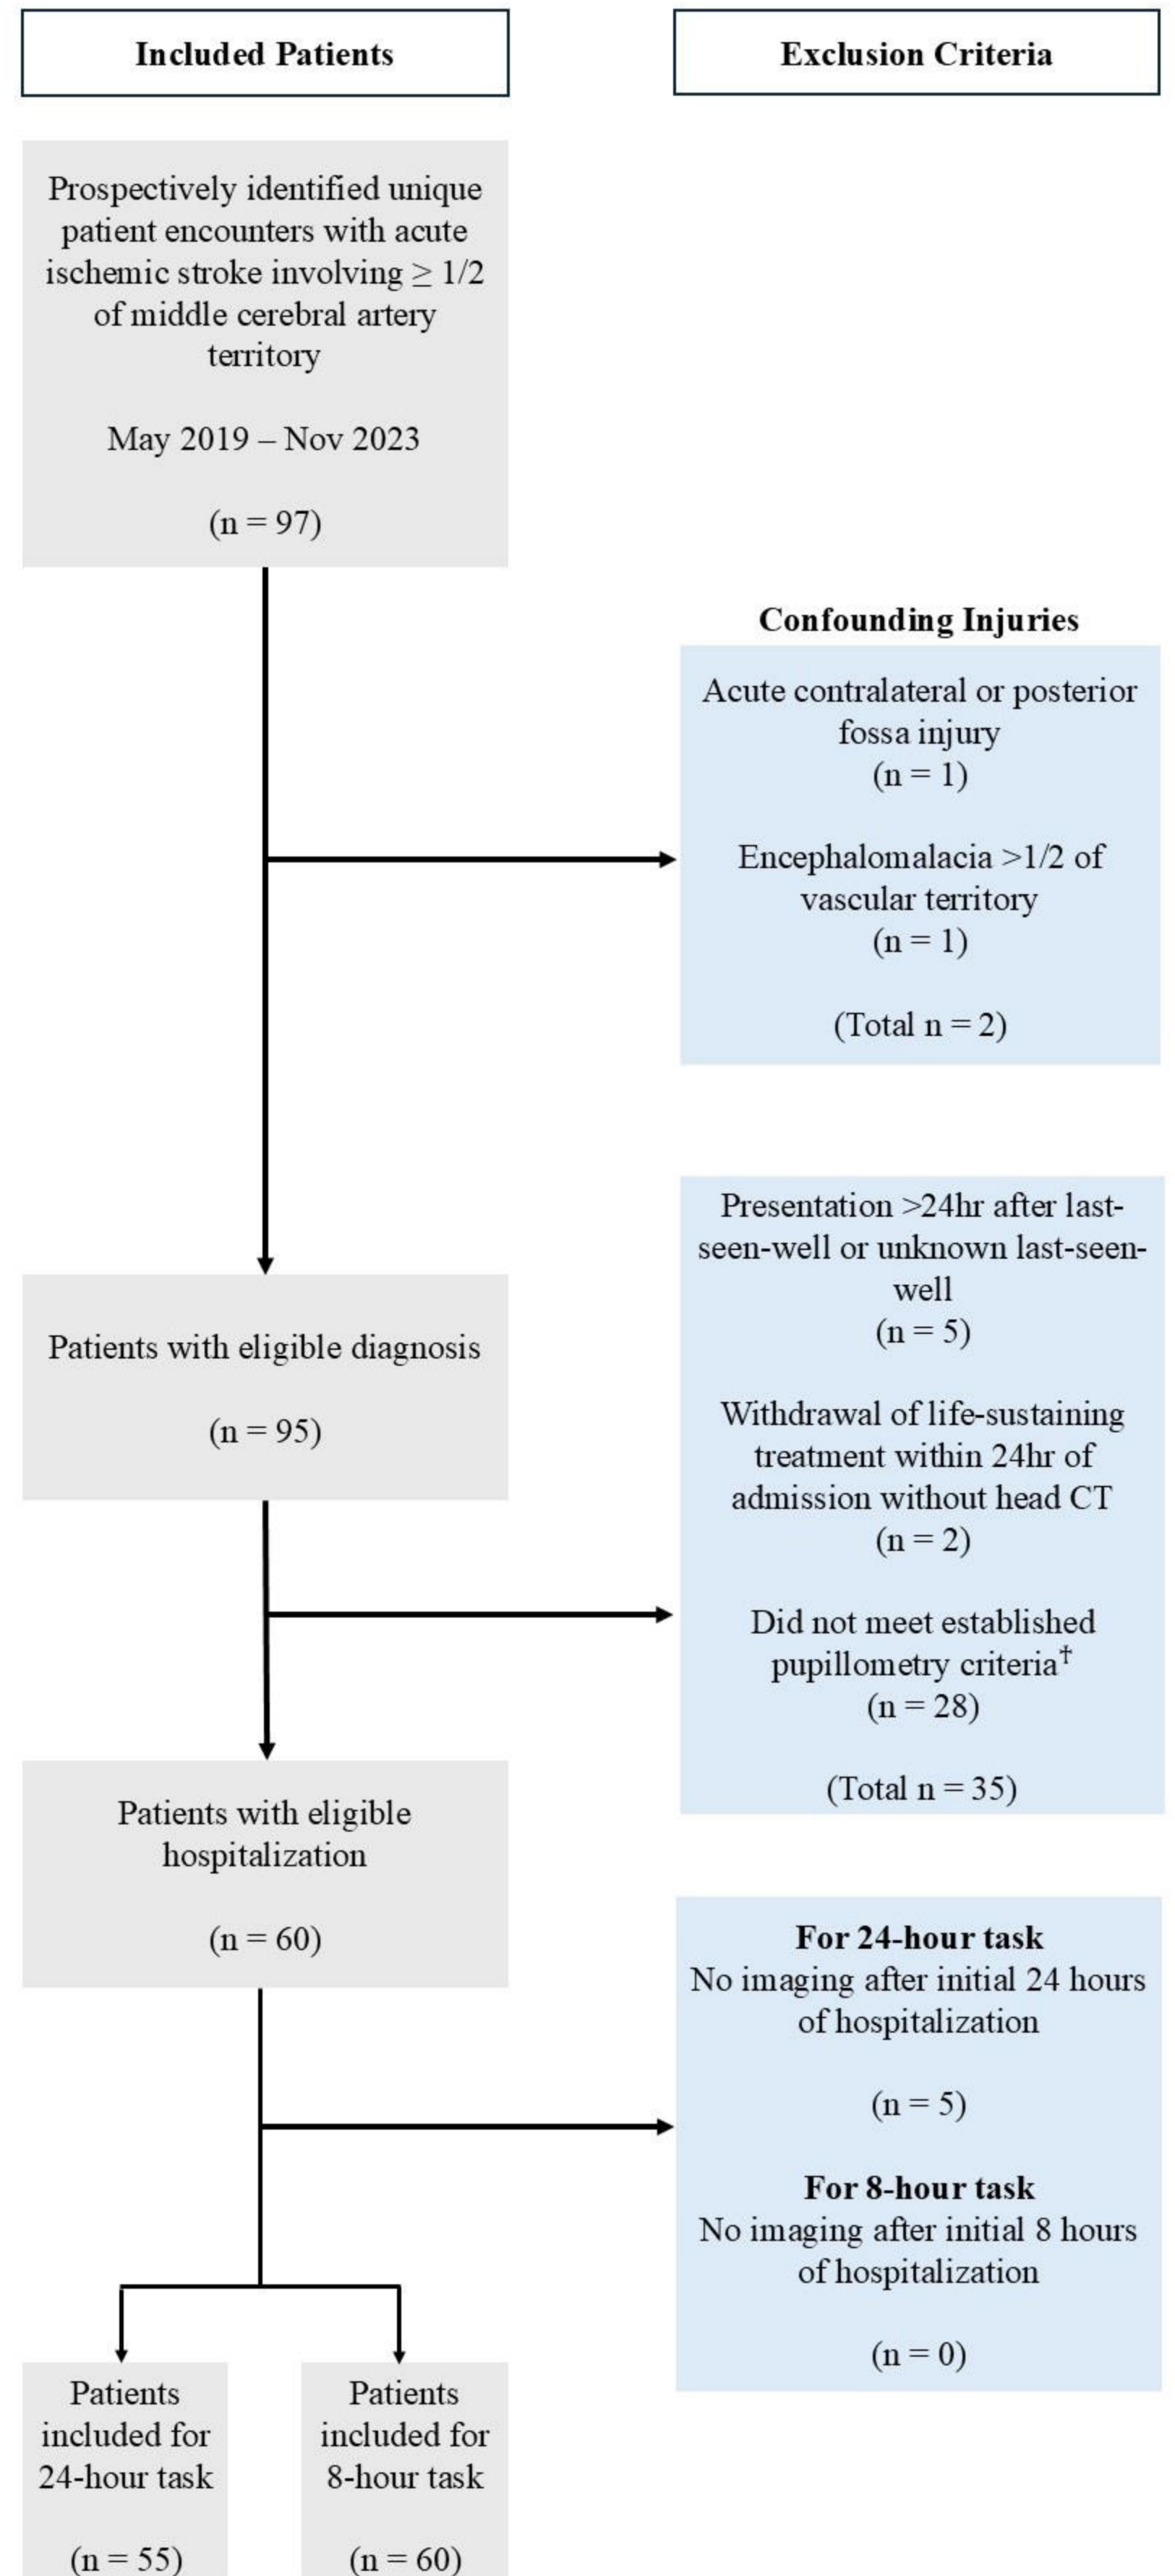 Included Patients
Exclusion Criteria
Prospectively identified unique
patient encounters with acute
ischemic stroke involving ≥ 1/2
of middle cerebral artery
territory
May 2019 – Nov 2023
(n = 97)
Confounding Injuries
Acute contralateral or posterior
fossa injury
(n = 1)
Encephalomalacia >1/2 of
vascular territory
(n = 1)
(Total n = 2)
Patients with eligible diagnosis
(n = 95)
Presentation >24hr after last-
seen-well or unknown last-seen-
well
(n = 5)
Withdrawal of life-sustaining
treatment within 24hr of
admission without head CT
(n = 2)
Did not meet established
pupillometry criteria†
(n = 28)
(Total n = 35)
Patients with eligible
hospitalization
(n = 60)
For 24-hour task
No imaging after initial 24 hours
of hospitalization
(n = 5)
For 8-hour task
No imaging after initial 8 hours
of hospitalization
(n = 0)
Patients
included for
24-hour task
(n = 55)
Patients
included for
8-hour task
(n = 60)